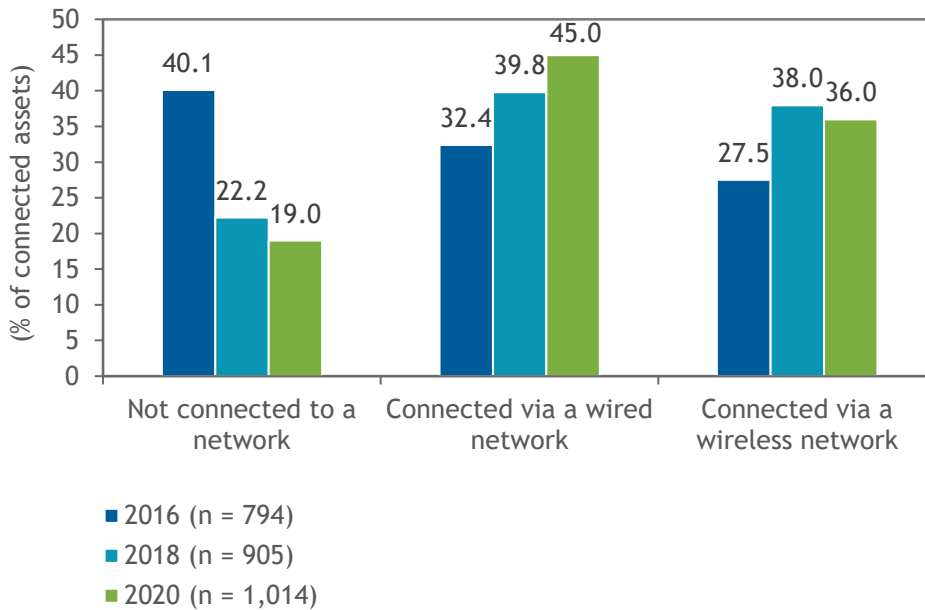 50
45
40
35
30
25
20
15
10
5
0
(% of connected assets)
40.1
22.2
19.0
32.4
39.8
45.0
27.5
38.0
36.0
Not connected to a
network
Connected via a wired
network
Connected via a
wireless network
2016 (n = 794)
2018 (n = 905)
2020 (n = 1,014)